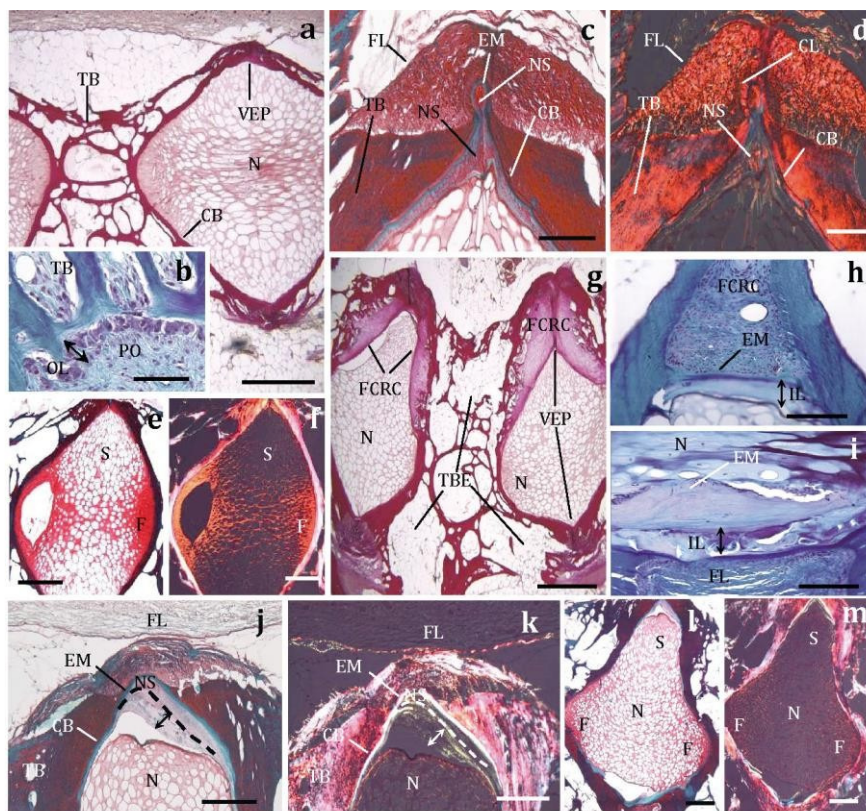 a
TB
VEP
N
CB
b
TB
PO
OL
c
FL
EM
NS
TB
NS
CB
d
FL
CL
TB
NS
CB
e
S
F
f
S
F
g
FCRC
FCRC
N
VEP
TBE
h
FCRC
EM
IL
i
N
EM
IL
FL
j
FL
EM
NS
CB
TB
N
k
FL
EM
NS
CB
TB
N
l
S
N
F
F
m
S
N
F
F